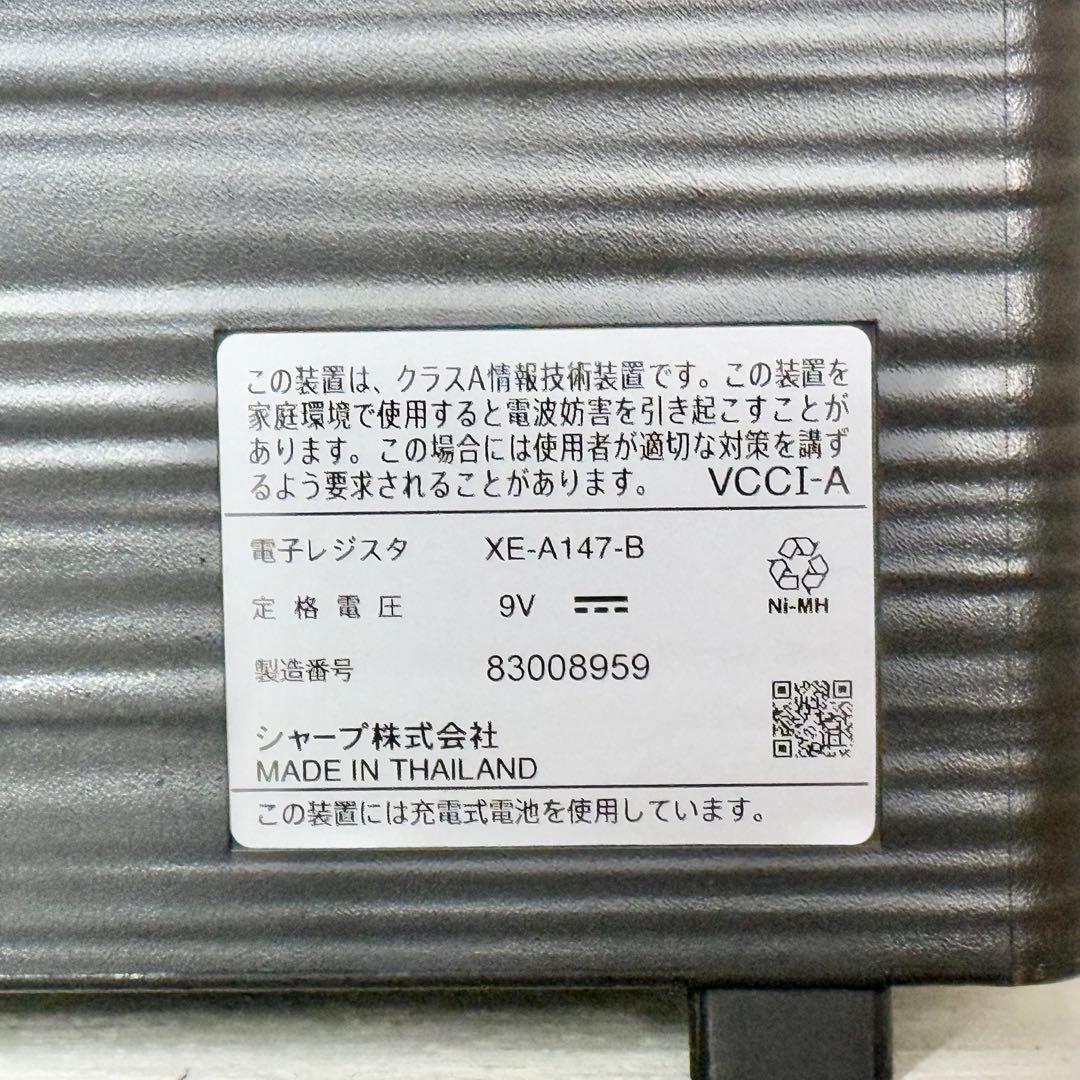 この装置は、クラスA情報技術装置です。この装置を
家庭環境で使用すると電波妨害を引き起こすことが
あります。この場合には使用者が適切な対策を講ず
るよう要求されることがあります。 VCCI-A
電子レジスタ XE-A147-B
定格電圧 9V
Ni-MH
製造番号 83008959
シャープ株式会社
MADE IN THAILAND
この装置には充電式電池を使用しています。